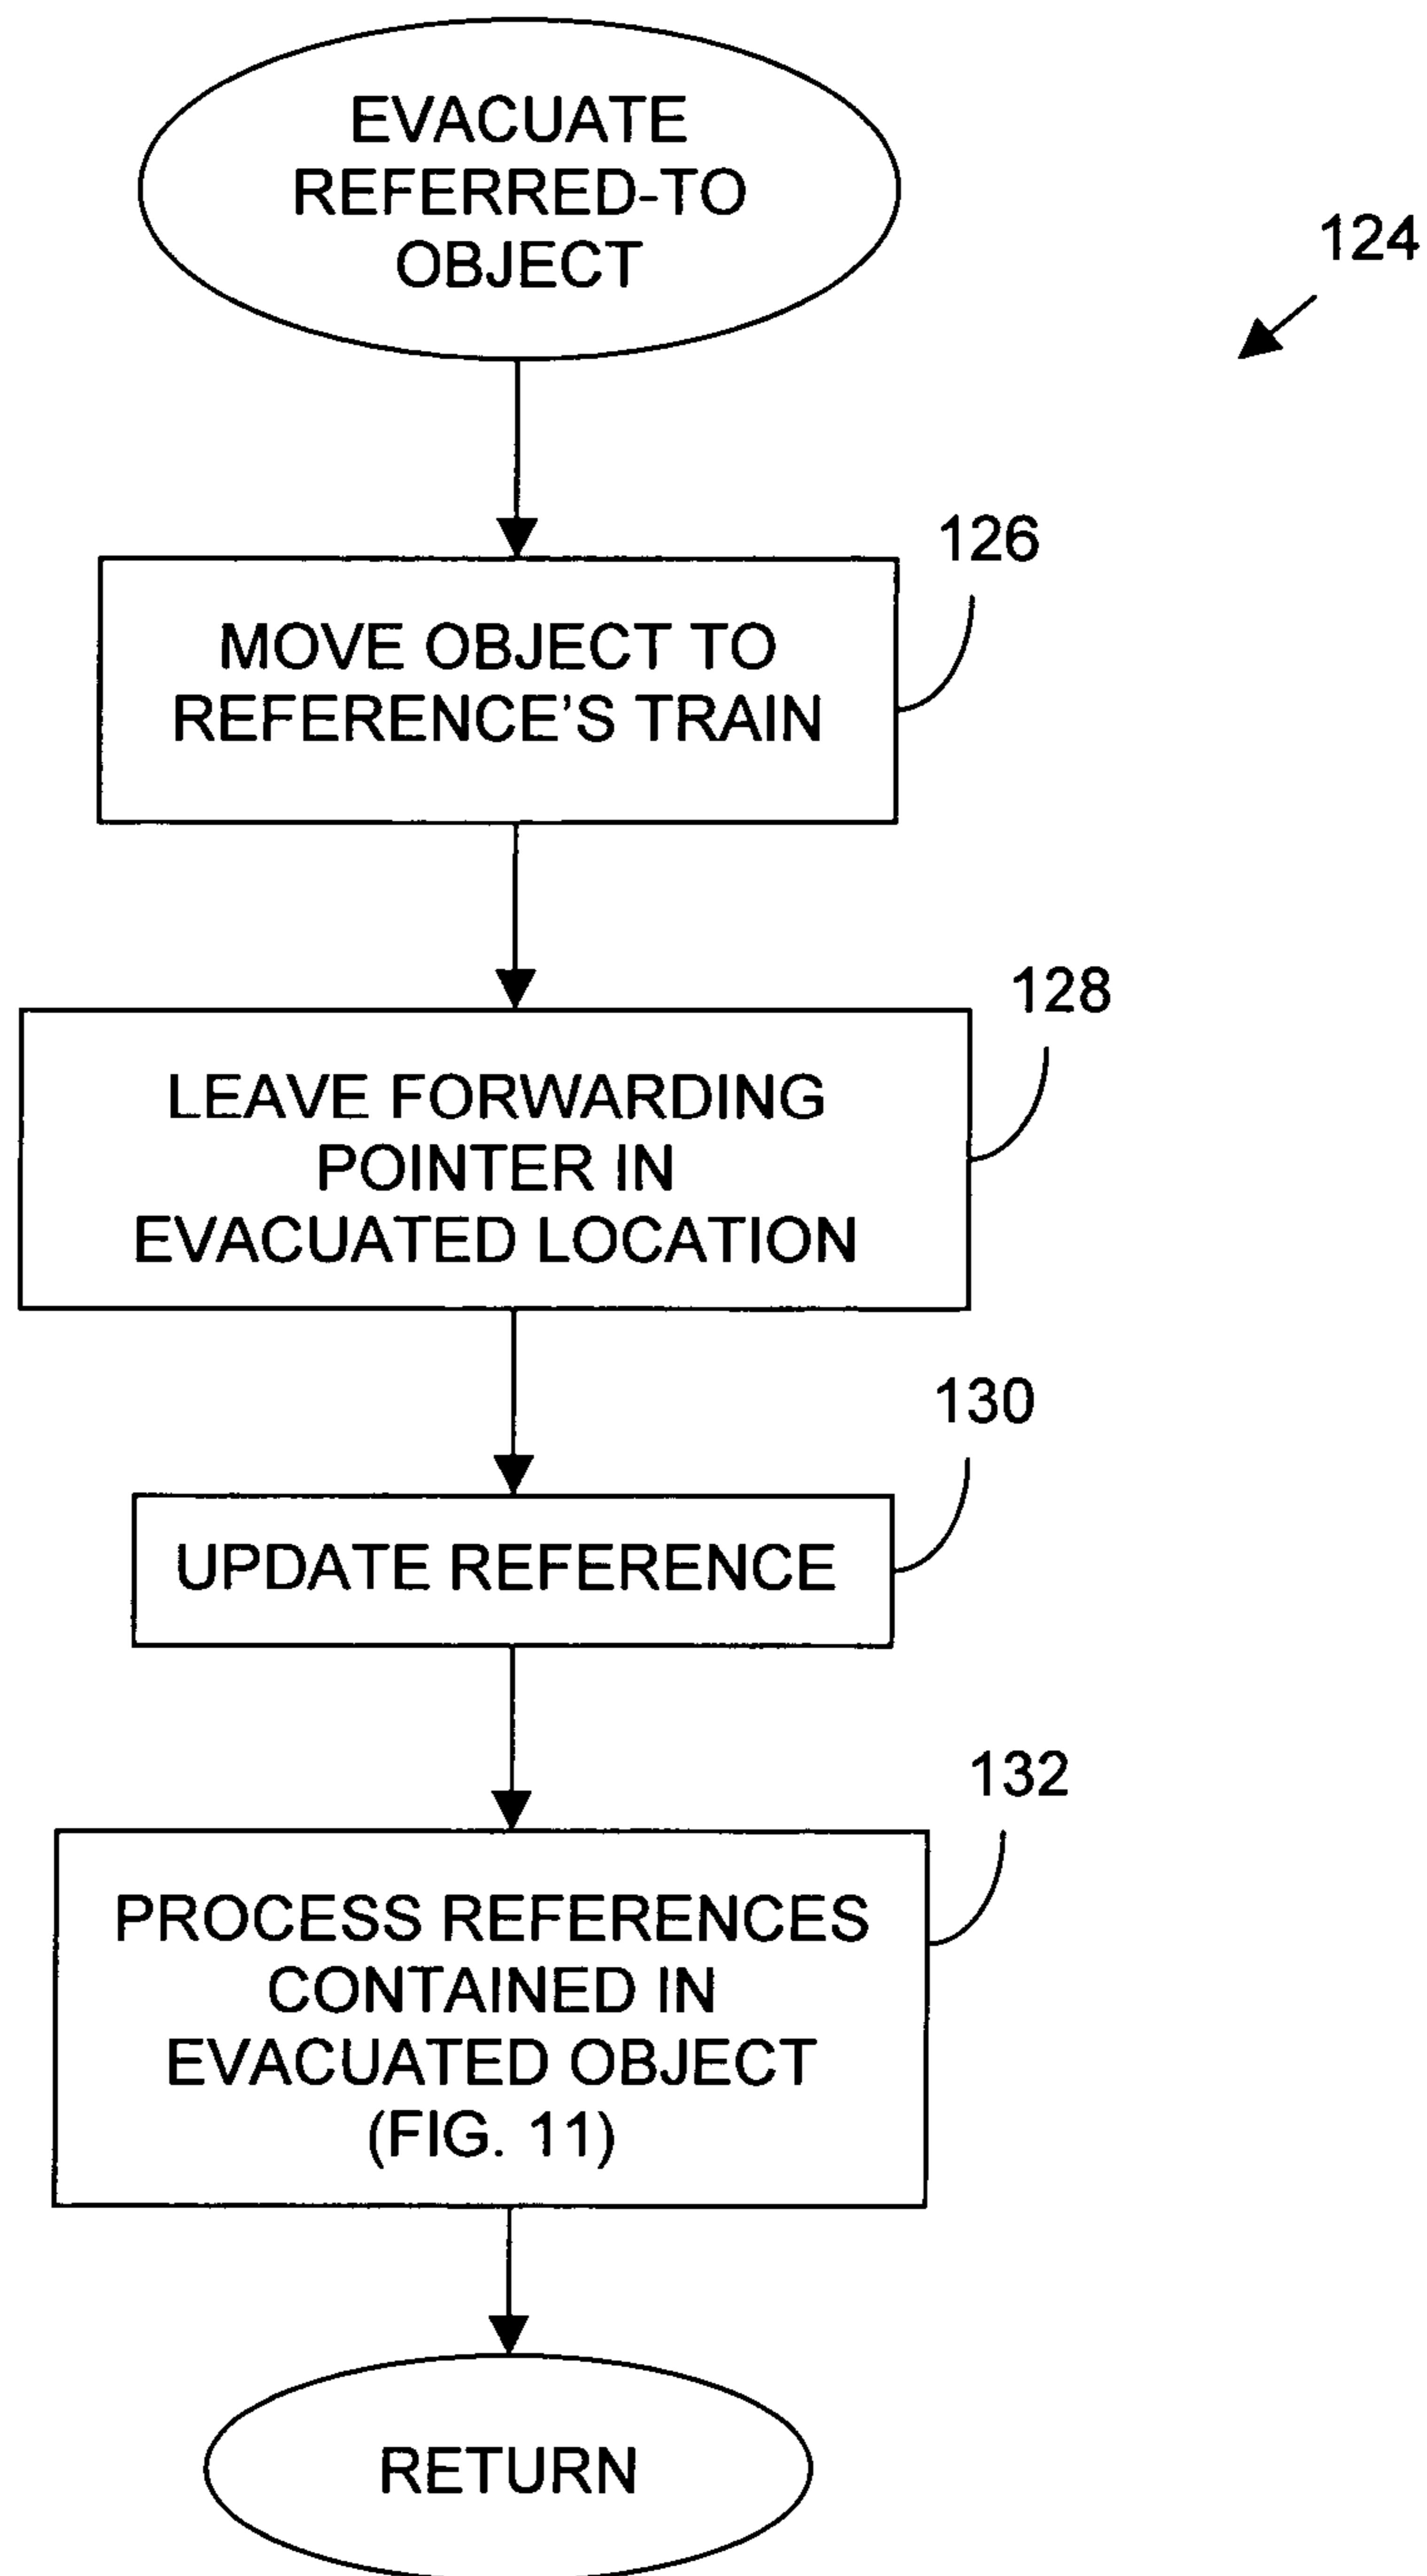 EVACUATE
REFERRED-TO
OBJECT
124
126
MOVE OBJECT TO
REFERENCE’S TRAIN
128
LEAVE FORWARDING
POINTER IN
EVACUATED LOCATION
130
UPDATE REFERENCE
132
PROCESS REFERENCES
CONTAINED IN
EVACUATED OBJECT
(FIG. 11)
RETURN